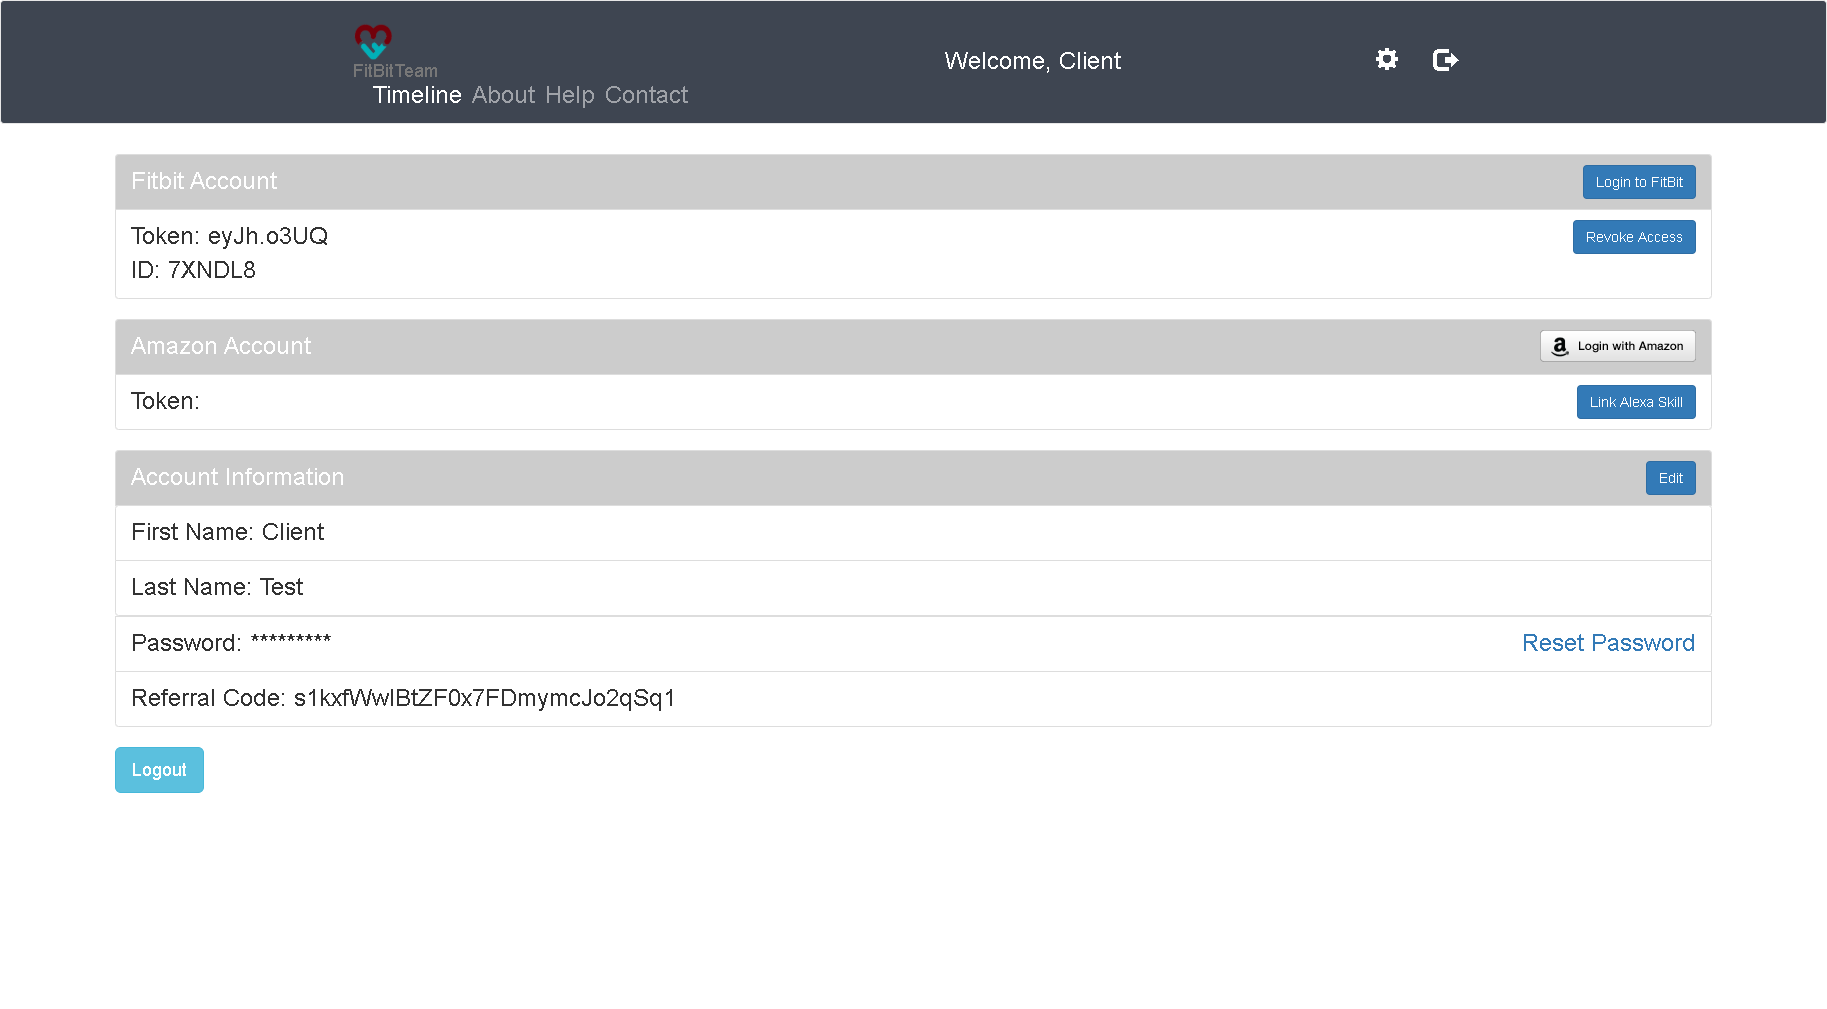 FitBitTeam
Welcome, Client
Timeline About Help Contact
Fitbit Account
Login to FitBit
Token: eyJh.o3UQ
Revoke Access
ID: 7XNDL8
Amazon Account
Login with Amazon
Token:
Link Alexa Skill
Account Information
Edit
First Name: Client
Last Name: Test
Password: *********
Reset Password
Referral Code: s1kxfWwlBtZF0x7FDmymcJo2qSq1
Logout